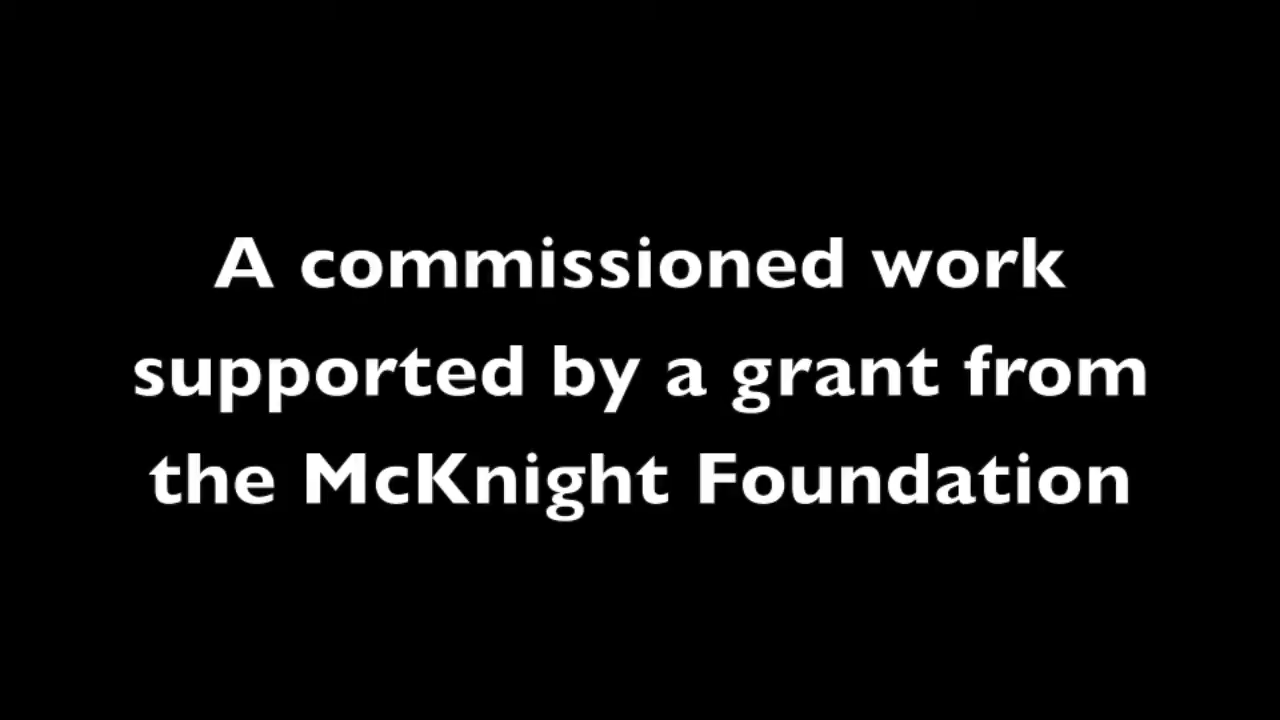 A commissioned work
supported by a grant from
the McKnight Foundation